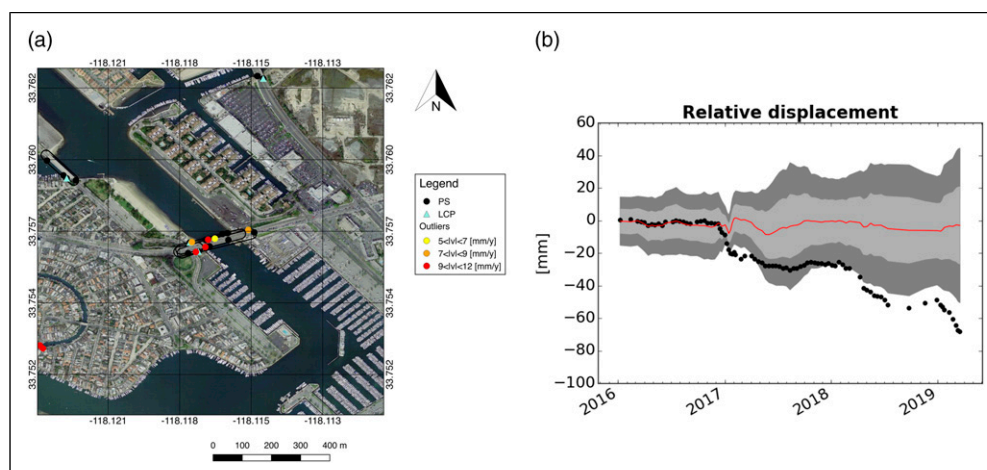 (a)
-118.121 -118.118 -118.115 -118.113
33.762 33.762
33.760 33.760
33.757 33.757
33.754 33.754
33.752 33.752
-118.121 -118.118 -118.115 -118.113
0 100 200 300 400 m
N
Legend
PS
LCP
Outliers
5<|v|<7 [mm/y]
7<|v|<9 [mm/y]
9<|v|<12 [mm/y]
(b)
Relative displacement
[mm]
60
40
20
0
−20
−40
−60
−80
−100
2016 2017 2018 2019